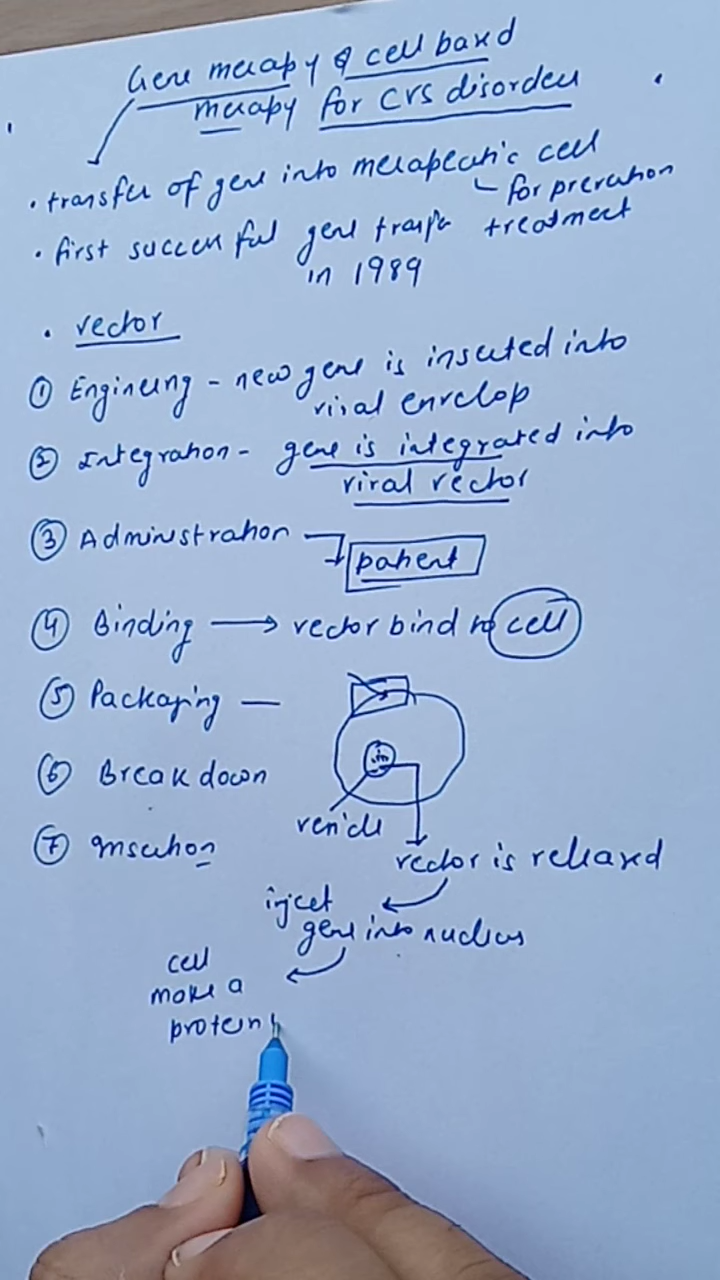 Gene therapy & cell based
therapy for CVS disorder
• transfer of gene into therapeutic cell
for prevention
• first successful gene transfer treatment
in 1989
• vector
① Engineering - new gene is inserted into
viral envelop
② Integration - gene is integrated into
viral vector
③ Administration → patient
④ Binding → vector bind to cell
⑤ Packaging —
⑥ Break down
vesicle
⑦ Insertion
vector is released
inject
gene into nucleus
cell
make a
protein